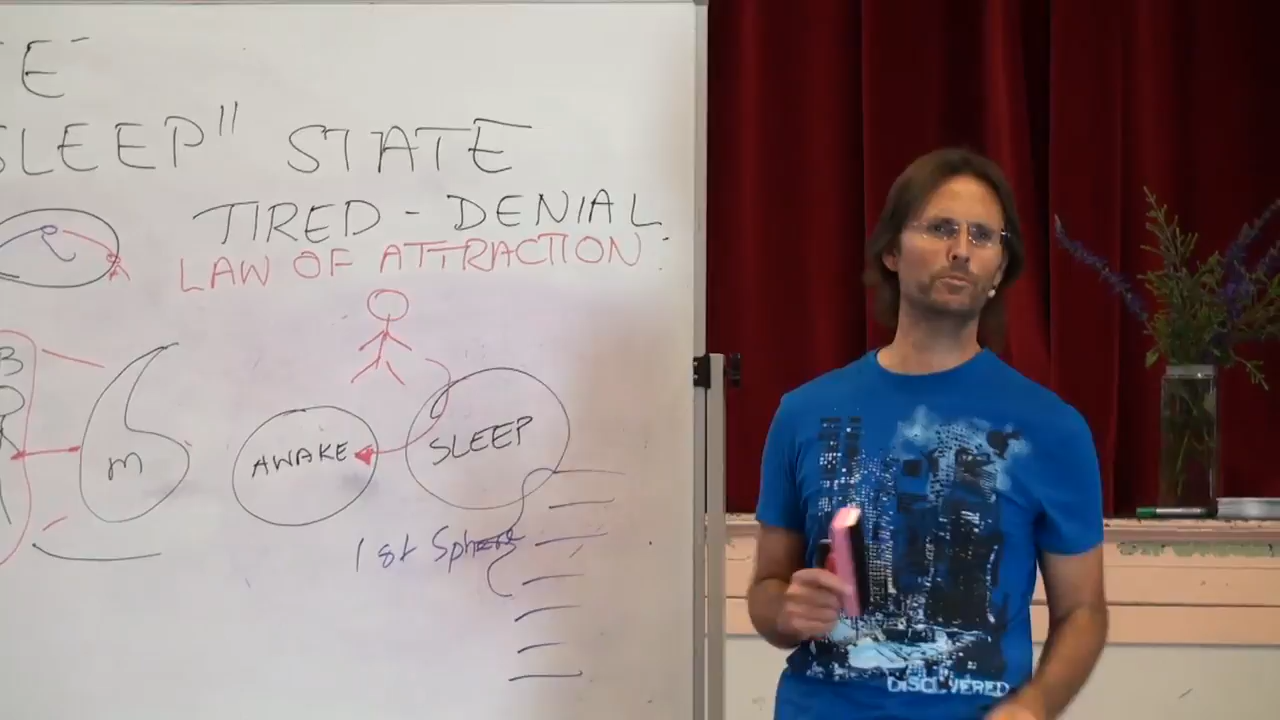 E
SLEEP" STATE
TIRED - DENIAL
LAW OF ATTRACTION:
m
AWAKE
SLEEP
1st Sphere
DISCOVERED